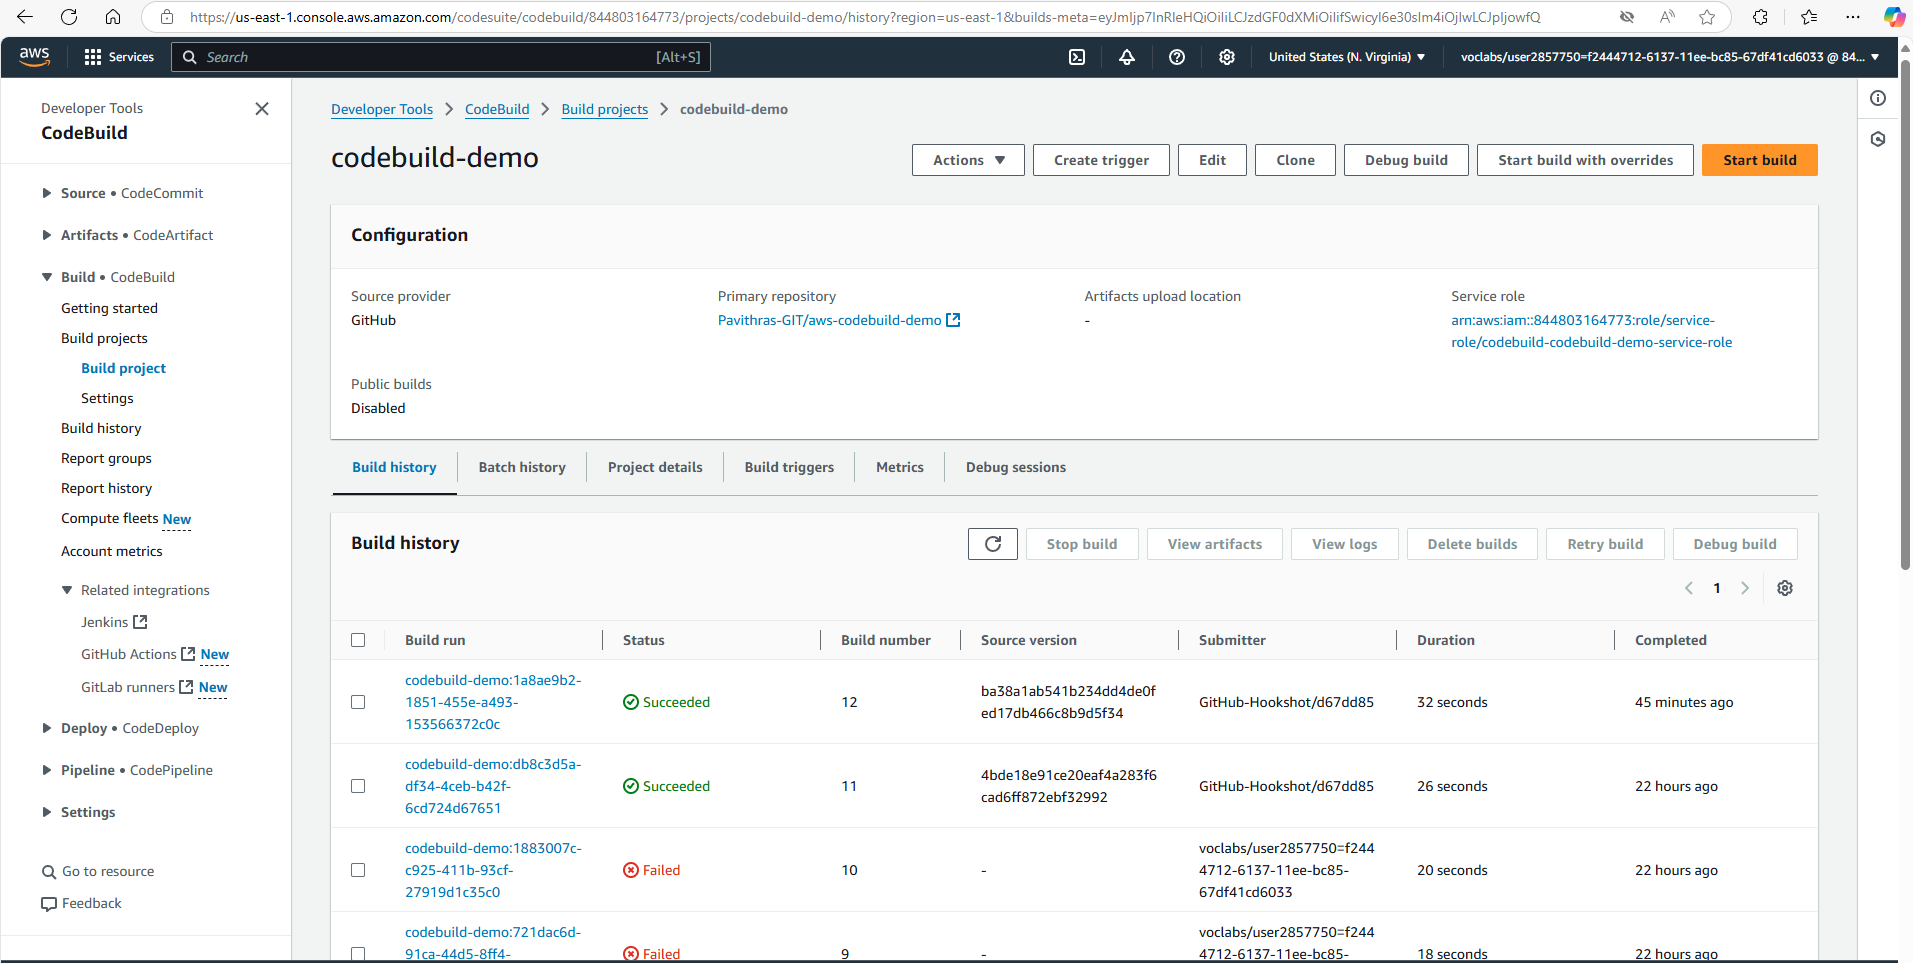 https://us-east-1.console.aws.amazon.com/codesuite/codebuild/844803164773/projects/codebuild-demo/history?region=us-east-1&builds-meta=
aws
Services
Search
[Alt+S]
United States (N. Virginia)
voclabs/user2857750=f2444712-6137-11ee-bc85-67df41cd6033 @ 84...
Developer Tools
CodeBuild
Source • CodeCommit
Artifacts • CodeArtifact
Build • CodeBuild
Getting started
Build projects
Build project
Settings
Build history
Report groups
Report history
Compute fleets New
Account metrics
Related integrations
Jenkins
GitHub Actions New
GitLab runners New
Deploy • CodeDeploy
Pipeline • CodePipeline
Settings
Go to resource
Feedback
Developer Tools > CodeBuild > Build projects > codebuild-demo
codebuild-demo
Actions
Create trigger
Edit
Clone
Debug build
Start build with overrides
Start build
Configuration
Source provider
GitHub
Primary repository
Pavithras-GIT/aws-codebuild-demo
Artifacts upload location
-
Service role
arn:aws:iam::844803164773:role/service-
role/codebuild-codebuild-demo-service-role
Public builds
Disabled
Build history
Batch history
Project details
Build triggers
Metrics
Debug sessions
Build history
Stop build
View artifacts
View logs
Delete builds
Retry build
Debug build
1
Build run
Status
Build number
Source version
Submitter
Duration
Completed
codebuild-demo:1a8ae9b2-
1851-455e-a493-
153566372c0c
Succeeded
12
ba38a1ab541b234dd4de0f
ed17db466c8b9d5f34
GitHub-Hookshot/d67dd85
32 seconds
45 minutes ago
codebuild-demo:db8c3d5a-
df34-4ceb-b42f-
6cd724d67651
Succeeded
11
4bde18e91ce20eaf4a283f6
cad6ff872ebf32992
GitHub-Hookshot/d67dd85
26 seconds
22 hours ago
codebuild-demo:1883007c-
c925-411b-93cf-
27919d1c35c0
Failed
10
-
voclabs/user2857750=f244
4712-6137-11ee-bc85-
67df41cd6033
20 seconds
22 hours ago
codebuild-demo:721dac6d-
91ca-44d5-8ff4-
Failed
9
-
voclabs/user2857750=f244
4712-6137-11ee-bc85-
18 seconds
22 hours ago